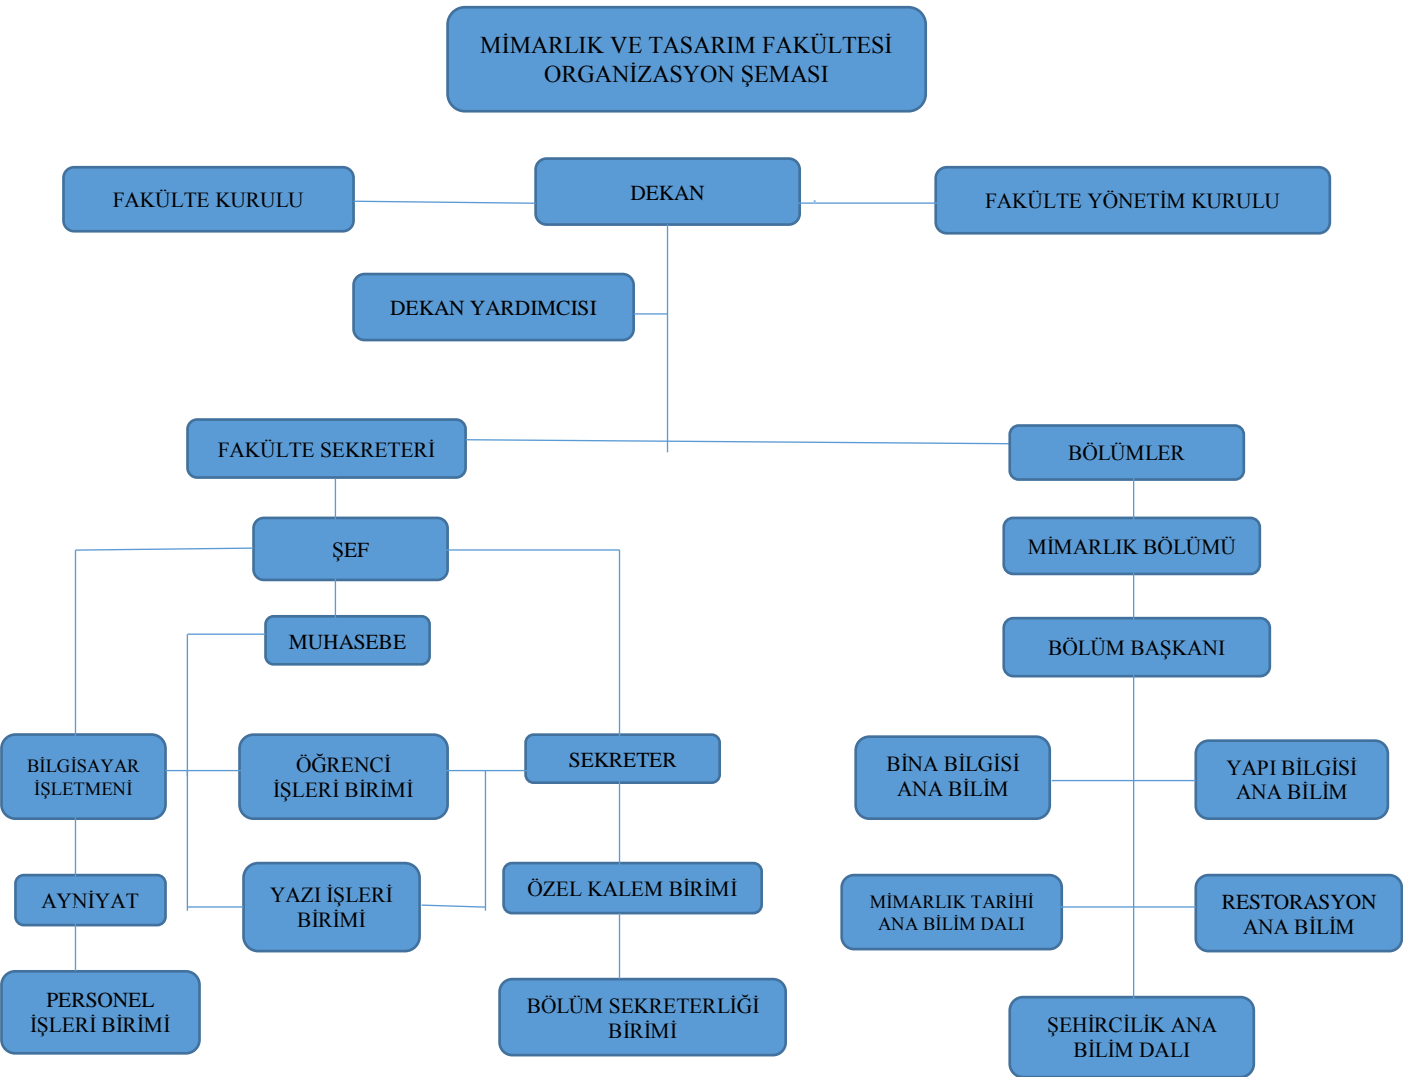 MİMARLIK VE TASARIM FAKÜLTESİ
ORGANİZASYON ŞEMASI
FAKÜLTE KURULU
DEKAN
FAKÜLTE YÖNETİM KURULU
DEKAN YARDIMCISI
FAKÜLTE SEKRETERİ
BÖLÜMLER
ŞEF
MİMARLIK BÖLÜMÜ
MUHASEBE
BÖLÜM BAŞKANI
BİLGİSAYAR
İŞLETMENİ
ÖĞRENCİ
İŞLERİ BİRİMİ
SEKRETER
BİNA BİLGİSİ
ANA BİLİM
YAPI BİLGİSİ
ANA BİLİM
AYNİYAT
YAZI İŞLERİ
BİRİMİ
ÖZEL KALEM BİRİMİ
MİMARLIK TARİHİ
ANA BİLİM DALI
RESTORASYON
ANA BİLİM
PERSONEL
İŞLERİ BİRİMİ
BÖLÜM SEKRETERLİĞİ
BİRİMİ
ŞEHİRCİLİK ANA
BİLİM DALI